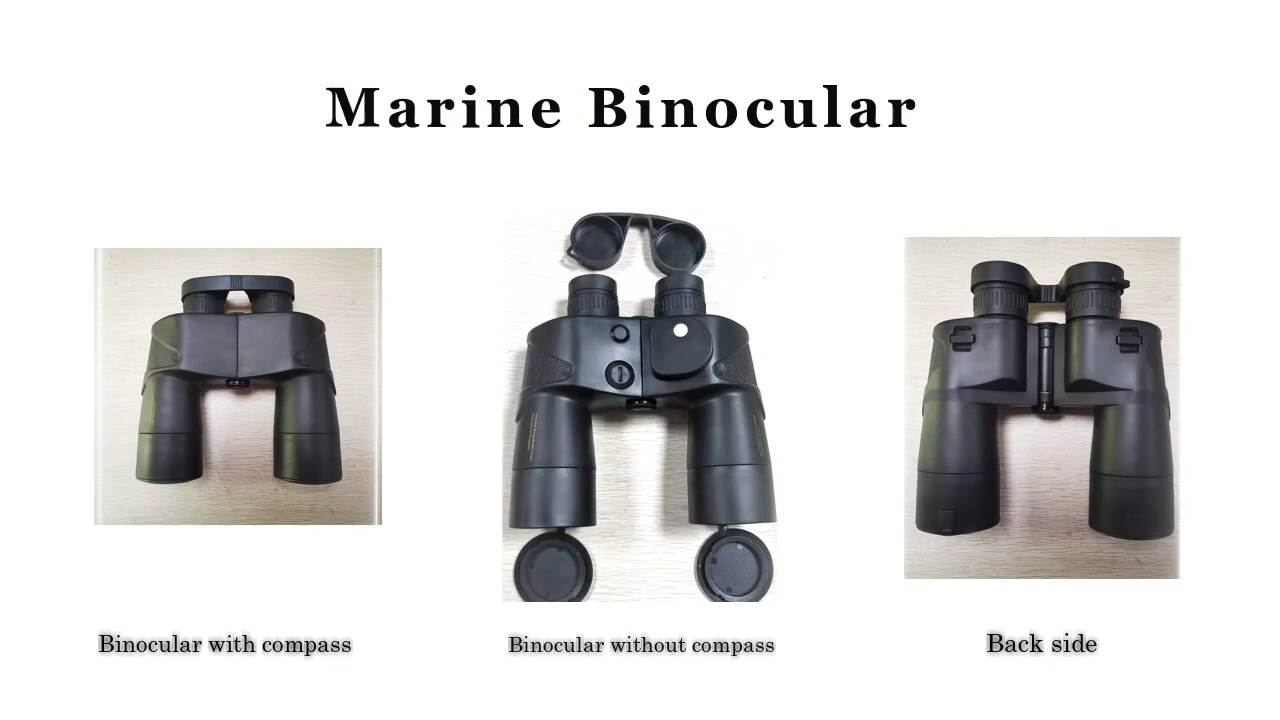 Marine Binocular
Binocular with compass
Binocular without compass
Back side